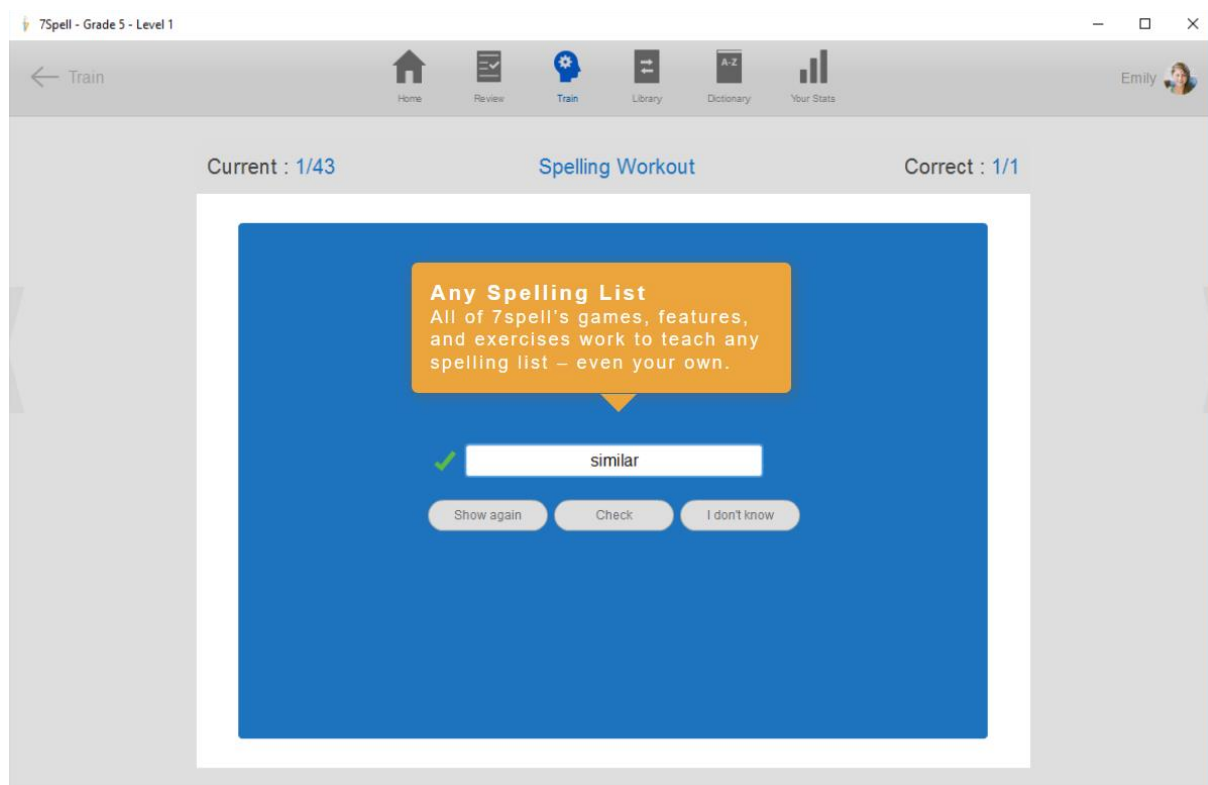 7Spell - Grade 5 - Level 1
Train
Home
Review
Train
A-Z
Library
Dictionary
Your Stats
Emily
Current : 1/43
Spelling Workout
Correct : 1/1
Any Spelling List
All of 7spell's games, features,
and exercises work to teach any
spelling list – even your own.
similar
Show again
Check
I don't know